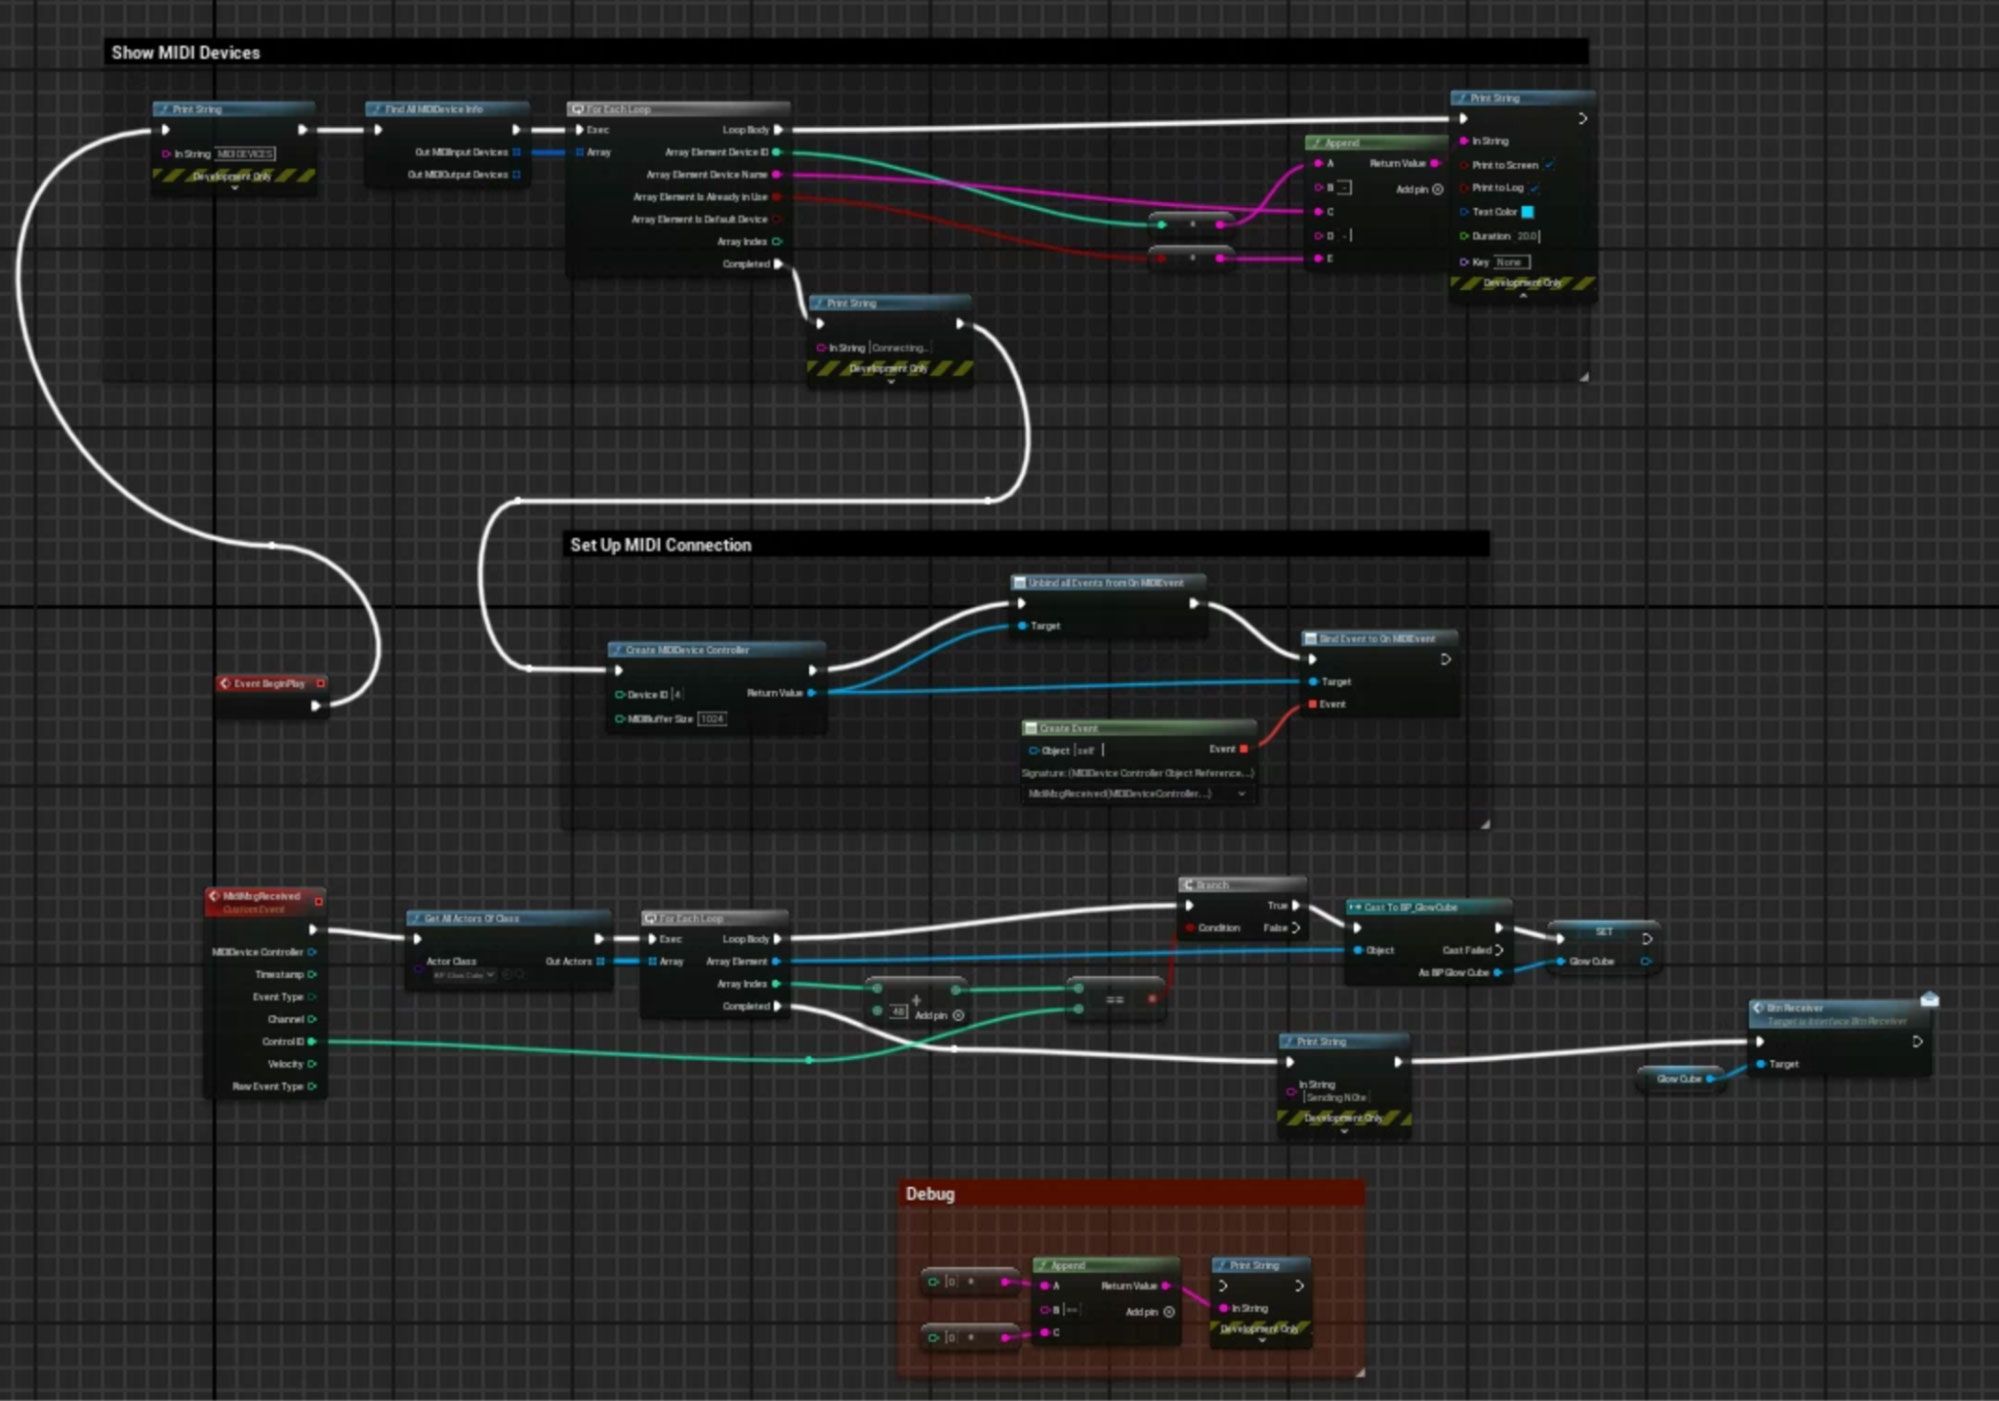 Show MIDI Devices
Print String
In String MIDI DEVICES
Development Only
Find All MIDIDevice Info
Out MIDIInput Devices
Out MIDIOutput Devices
For Each Loop
Exec Loop Body
Array Array Element Device ID
Array Element Device Name
Array Element Is Already in Use
Array Element Is Default Device
Array Index
Completed
Append
A Return Value
B - Add pin
C
D -
E
Print String
In String
Print to Screen
Print to Log
Text Color
Duration 20.0
Key None
Development Only
Print String
In String Connecting...
Development Only
Set Up MIDI Connection
Unbind all Events from On MIDIEvent
Target
Create MIDIDevice Controller
Device ID 4 Return Value
MIDIBuffer Size 1024
Bind Event to On MIDIEvent
Target
Event
Create Event
Object self Event
Signature: (MIDIDevice Controller Object Reference...)
MidiMsgReceived(MIDIDeviceController...)
Event BeginPlay
MidiMsgReceived
Custom Event
MIDIDevice Controller
Timestamp
Event Type
Channel
Control ID
Velocity
Raw Event Type
Get All Actors Of Class
Actor Class Out Actors
BP Glow Cube
For Each Loop
Exec Loop Body
Array Array Element
Array Index
Completed
+
48 Add pin
==
Branch
True
Condition False
Cast To BP_GlowCube
Object Cast Failed
As BP Glow Cube
SET
Glow Cube
Print String
In String
Sending NOte
Development Only
Glow Cube
Btn Receiver
Target is Interface Btn Receiver
Target
Debug
0
0
Append
A Return Value
B == Add pin
C
Print String
In String
Development Only